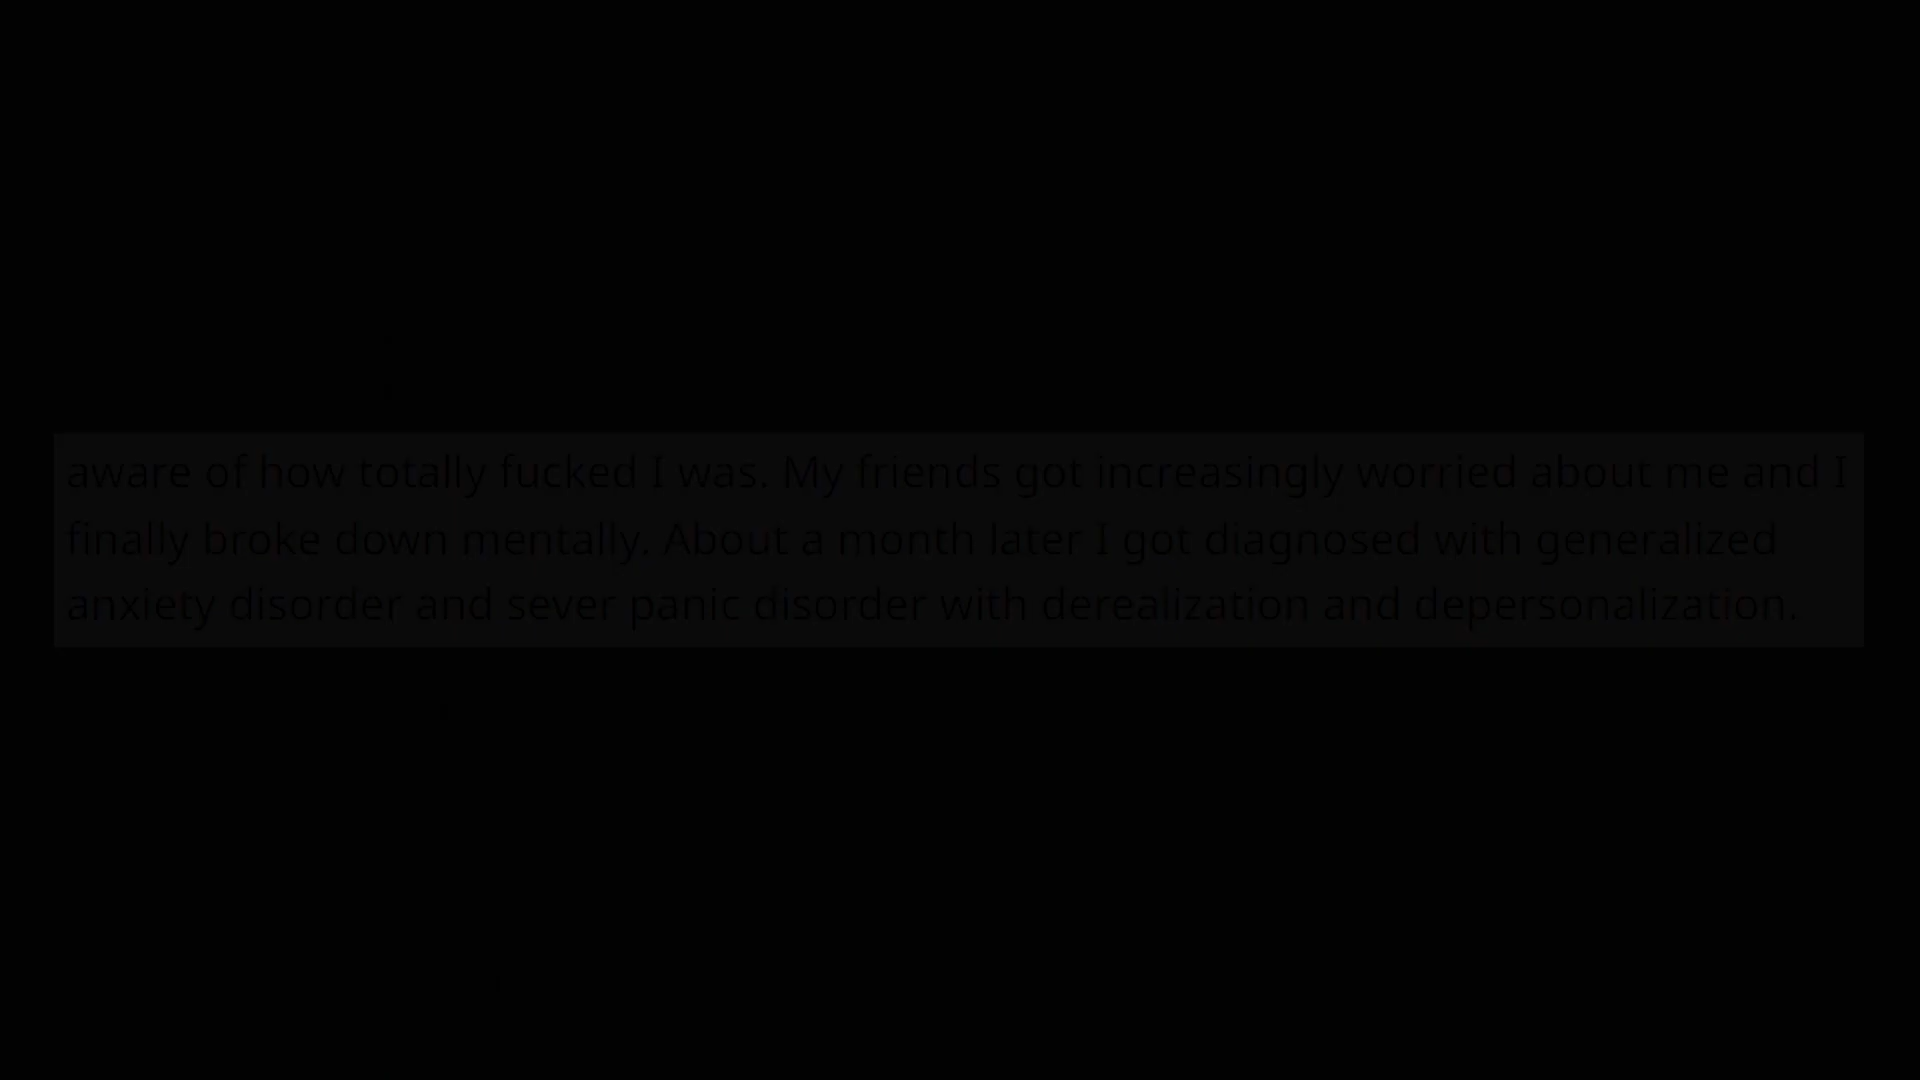 aware of how totally fucked I was. My friends got increasingly worried about me and I
finally broke down mentally. About a month later I got diagnosed with generalized
anxiety disorder and sever panic disorder with derealization and depersonalization.